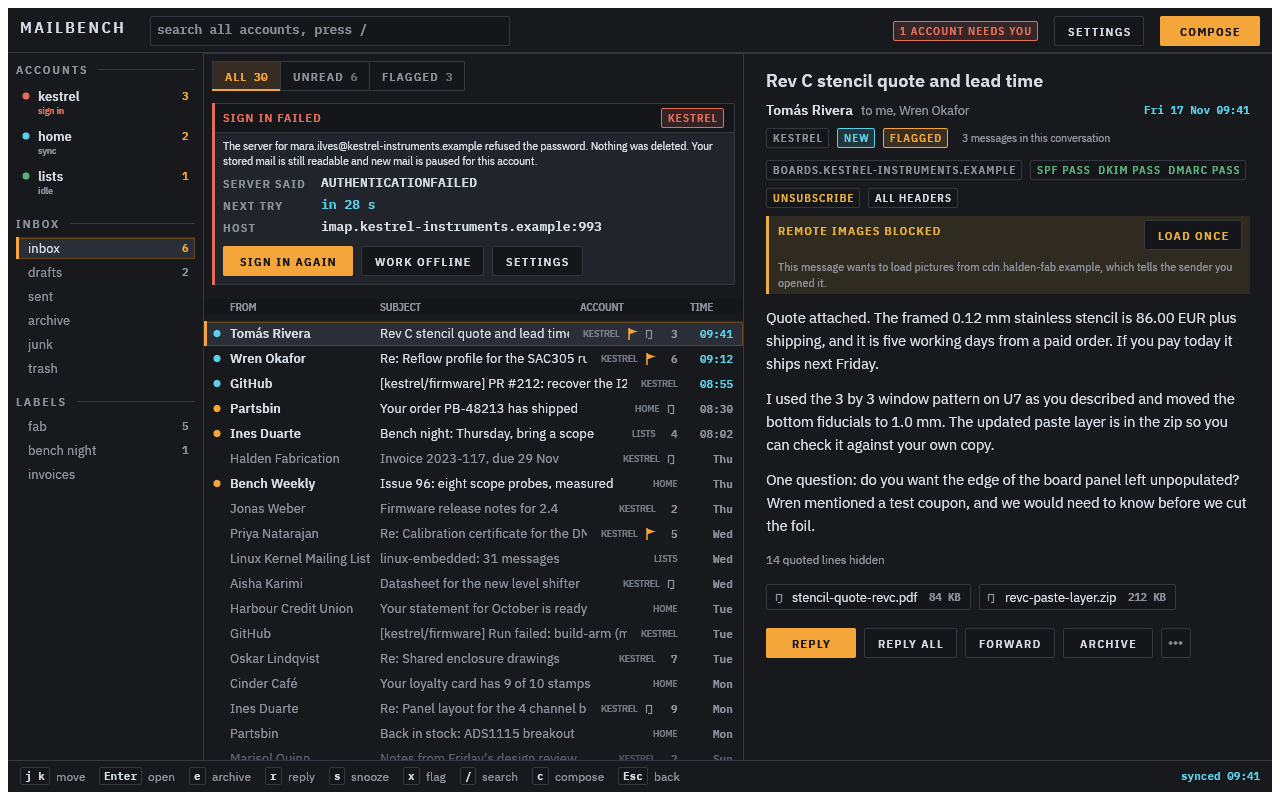 MAILBENCH
search all accounts, press /
1 ACCOUNT NEEDS YOU
SETTINGS
COMPOSE
ACCOUNTS
kestrel 3
sign in
home 2
sync
lists 1
idle
INBOX
inbox 6
drafts 2
sent
archive
junk
trash
LABELS
fab 5
bench night 1
invoices
ALL 30 UNREAD 6 FLAGGED 3
SIGN IN FAILED KESTREL
The server for mara.ilves@kestrel-instruments.example refused the password. Nothing was deleted. Your
stored mail is still readable and new mail is paused for this account.
SERVER SAID AUTHENTICATIONFAILED
NEXT TRY in 28 s
HOST imap.kestrel-instruments.example:993
SIGN IN AGAIN WORK OFFLINE SETTINGS
FROM SUBJECT ACCOUNT TIME
Tomás Rivera Rev C stencil quote and lead time KESTREL 3 09:41
Wren Okafor Re: Reflow profile for the SAC305 ru KESTREL 6 09:12
GitHub [kestrel/firmware] PR #212: recover the I2 KESTREL 08:55
Partsbin Your order PB-48213 has shipped HOME 08:30
Ines Duarte Bench night: Thursday, bring a scope LISTS 4 08:02
Halden Fabrication Invoice 2023-117, due 29 Nov KESTREL Thu
Bench Weekly Issue 96: eight scope probes, measured HOME Thu
Jonas Weber Firmware release notes for 2.4 KESTREL 2 Thu
Priya Natarajan Re: Calibration certificate for the DM KESTREL 5 Wed
Linux Kernel Mailing List linux-embedded: 31 messages LISTS Wed
Aisha Karimi Datasheet for the new level shifter KESTREL Wed
Harbour Credit Union Your statement for October is ready HOME Tue
GitHub [kestrel/firmware] Run failed: build-arm (m KESTREL Tue
Oskar Lindqvist Re: Shared enclosure drawings KESTREL 7 Tue
Cinder Café Your loyalty card has 9 of 10 stamps HOME Mon
Ines Duarte Re: Panel layout for the 4 channel b KESTREL 9 Mon
Partsbin Back in stock: ADS1115 breakout HOME Mon
Marisol Quinn Notes from Friday's design review KESTREL 2 Sun
Rev C stencil quote and lead time
Tomás Rivera to me, Wren Okafor Fri 17 Nov 09:41
KESTREL NEW FLAGGED 3 messages in this conversation
BOARDS.KESTREL-INSTRUMENTS.EXAMPLE SPF PASS DKIM PASS DMARC PASS
UNSUBSCRIBE ALL HEADERS
REMOTE IMAGES BLOCKED LOAD ONCE
This message wants to load pictures from cdn.halden-fab.example, which tells the sender you
opened it.
Quote attached. The framed 0.12 mm stainless stencil is 86.00 EUR plus
shipping, and it is five working days from a paid order. If you pay today it
ships next Friday.
I used the 3 by 3 window pattern on U7 as you described and moved the
bottom fiducials to 1.0 mm. The updated paste layer is in the zip so you
can check it against your own copy.
One question: do you want the edge of the board panel left unpopulated?
Wren mentioned a test coupon, and we would need to know before we cut
the foil.
14 quoted lines hidden
stencil-quote-revc.pdf 84 KB revc-paste-layer.zip 212 KB
REPLY REPLY ALL FORWARD ARCHIVE •••
j k move Enter open e archive r reply s snooze x flag / search c compose Esc back
synced 09:41